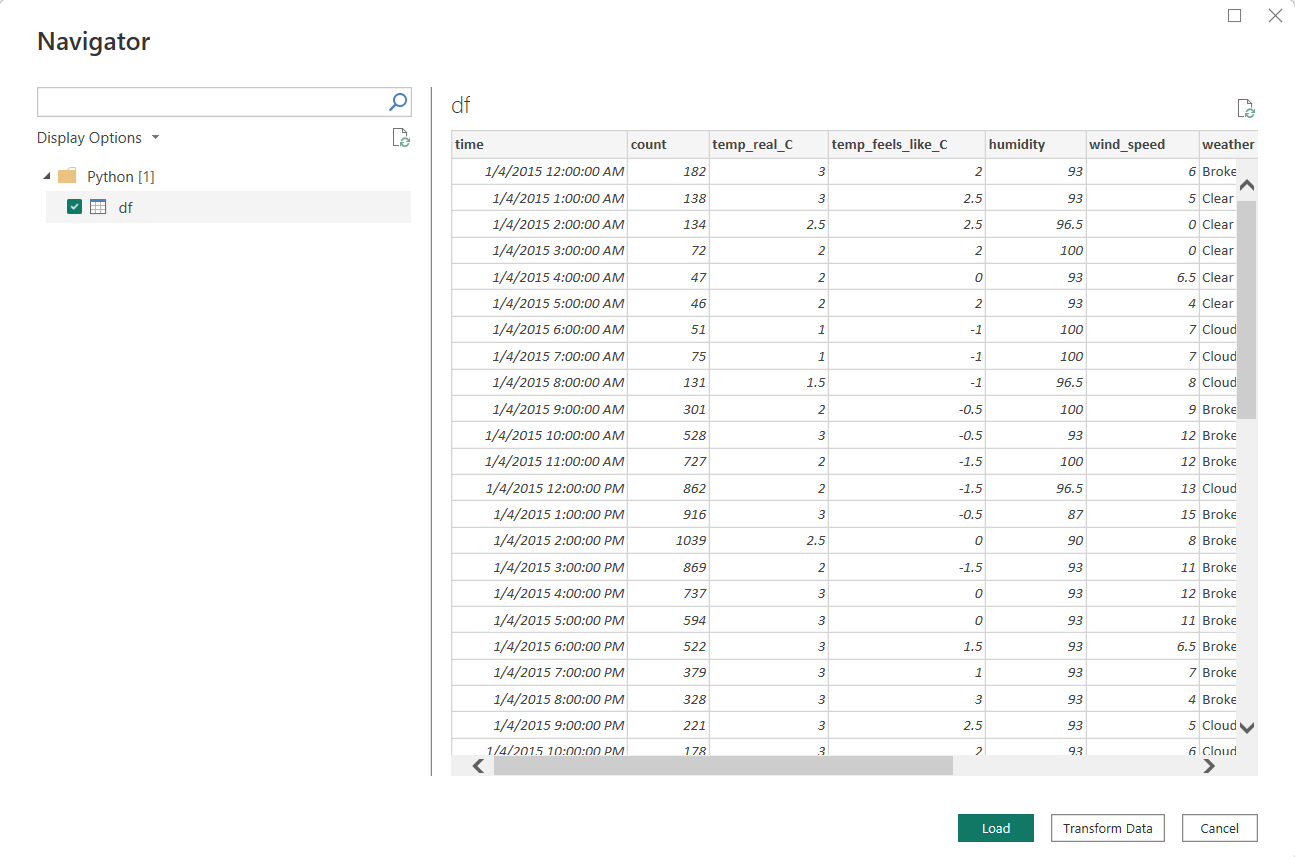 Navigator
Display Options
Python [1]
df
df
time count temp_real_C temp_feels_like_C humidity wind_speed weather
1/4/2015 12:00:00 AM 182 3 2 93 6 Broke
1/4/2015 1:00:00 AM 138 3 2.5 93 5 Clear
1/4/2015 2:00:00 AM 134 2.5 2.5 96.5 0 Clear
1/4/2015 3:00:00 AM 72 2 2 100 0 Clear
1/4/2015 4:00:00 AM 47 2 0 93 6.5 Clear
1/4/2015 5:00:00 AM 46 2 2 93 4 Clear
1/4/2015 6:00:00 AM 51 1 -1 100 7 Cloud
1/4/2015 7:00:00 AM 75 1 -1 100 7 Cloud
1/4/2015 8:00:00 AM 131 1.5 -1 96.5 8 Cloud
1/4/2015 9:00:00 AM 301 2 -0.5 100 9 Broke
1/4/2015 10:00:00 AM 528 3 -0.5 93 12 Broke
1/4/2015 11:00:00 AM 727 2 -1.5 100 12 Broke
1/4/2015 12:00:00 PM 862 2 -1.5 96.5 13 Cloud
1/4/2015 1:00:00 PM 916 3 -0.5 87 15 Broke
1/4/2015 2:00:00 PM 1039 2.5 0 90 8 Broke
1/4/2015 3:00:00 PM 869 2 -1.5 93 11 Broke
1/4/2015 4:00:00 PM 737 3 0 93 12 Broke
1/4/2015 5:00:00 PM 594 3 0 93 11 Broke
1/4/2015 6:00:00 PM 522 3 1.5 93 6.5 Broke
1/4/2015 7:00:00 PM 379 3 1 93 7 Broke
1/4/2015 8:00:00 PM 328 3 3 93 4 Broke
1/4/2015 9:00:00 PM 221 3 2.5 93 5 Cloud
1/4/2015 10:00:00 PM 178 3 2 93 6 Cloud
Load Transform Data Cancel